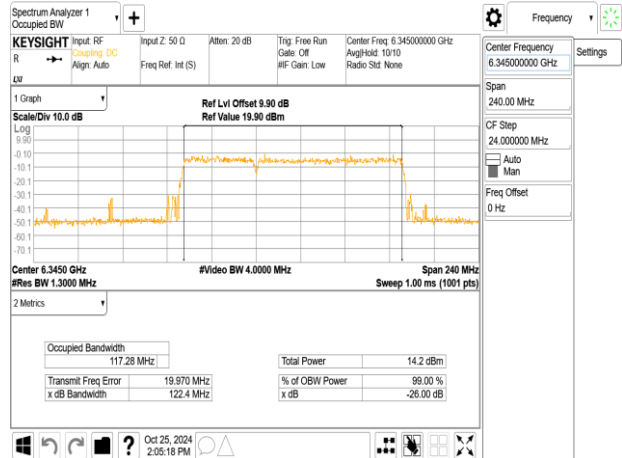 Spectrum Analyzer 1
Occupied BW
+
Frequency
KEYSIGHT
R
LXI
Input: RF
Coupling: DC
Align: Auto
Input Z: 50 Ω
Freq Ref: Int (S)
Atten: 20 dB
Trig: Free Run
Gate: Off
#IF Gain: Low
Center Freq: 6.345000000 GHz
Avg|Hold: 10/10
Radio Std: None
Center Frequency
6.345000000 GHz
Settings
Span
240.00 MHz
CF Step
24.000000 MHz
Auto
Man
Freq Offset
0 Hz
1 Graph
Scale/Div 10.0 dB
Ref Lvl Offset 9.90 dB
Ref Value 19.90 dBm
Log
9.90
-0.10
-10.1
-20.1
-30.1
-40.1
-50.1
-60.1
-70.1
Center 6.3450 GHz
#Video BW 4.0000 MHz
Span 240 MHz
#Res BW 1.3000 MHz
Sweep 1.00 ms (1001 pts)
2 Metrics
Occupied Bandwidth
117.28 MHz
Total Power 14.2 dBm
Transmit Freq Error 19.970 MHz
% of OBW Power 99.00 %
x dB Bandwidth 122.4 MHz
x dB -26.00 dB
?
Oct 25, 2024
2:05:18 PM